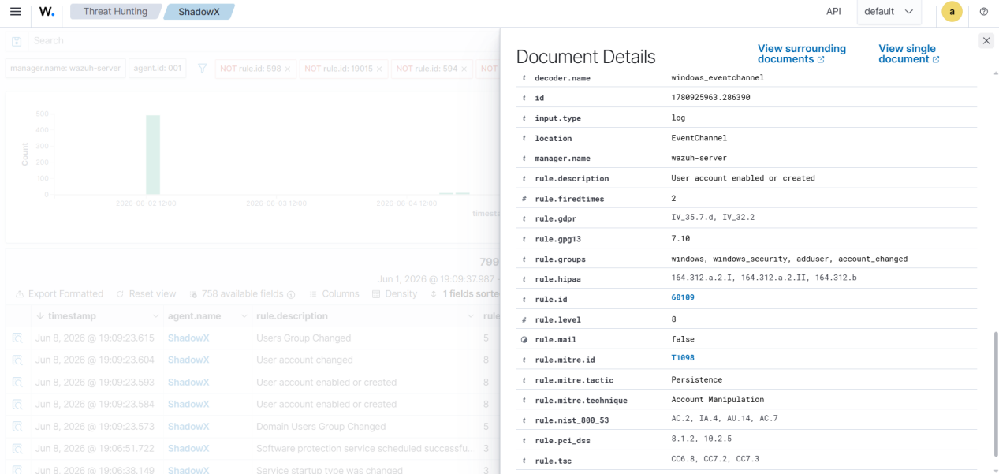 W. Threat Hunting ShadowX API default a
Search
manager.name: wazuh-server agent.id: 001 NOT rule.id: 598 × NOT rule.id: 19015 × NOT rule.id: 594 × NOT
500
400
300
200
100
0
Count
2026-06-02 12:00 2026-06-03 12:00 2026-06-04 12:00
timesta
799
Jun 1, 2026 @ 19:09:37.987 -
Export Formatted Reset view 758 available fields Columns Density 1 fields sorte
timestamp agent.name rule.description rule
Jun 8, 2026 @ 19:09:23.615 ShadowX Users Group Changed 5
Jun 8, 2026 @ 19:09:23.604 ShadowX User account changed 8
Jun 8, 2026 @ 19:09:23.593 ShadowX User account enabled or created 8
Jun 8, 2026 @ 19:09:23.584 ShadowX User account enabled or created 8
Jun 8, 2026 @ 19:09:23.573 ShadowX Domain Users Group Changed 5
Jun 8, 2026 @ 19:06:51.722 ShadowX Software protection service scheduled successfu.. 3
Jun 8, 2026 @ 19:06:38.149 ShadowX Service startup type was changed 3
Document Details
View surrounding
documents
View single
document
t decoder.name windows_eventchannel
t id 1780925963.286390
t input.type log
t location EventChannel
t manager.name wazuh-server
t rule.description User account enabled or created
# rule.firedtimes 2
t rule.gdpr IV_35.7.d, IV_32.2
t rule.gpg13 7.10
t rule.groups windows, windows_security, adduser, account_changed
t rule.hipaa 164.312.a.2.I, 164.312.a.2.II, 164.312.b
t rule.id 60109
# rule.level 8
rule.mail false
t rule.mitre.id T1098
t rule.mitre.tactic Persistence
t rule.mitre.technique Account Manipulation
t rule.nist_800_53 AC.2, IA.4, AU.14, AC.7
t rule.pci_dss 8.1.2, 10.2.5
t rule.tsc CC6.8, CC7.2, CC7.3